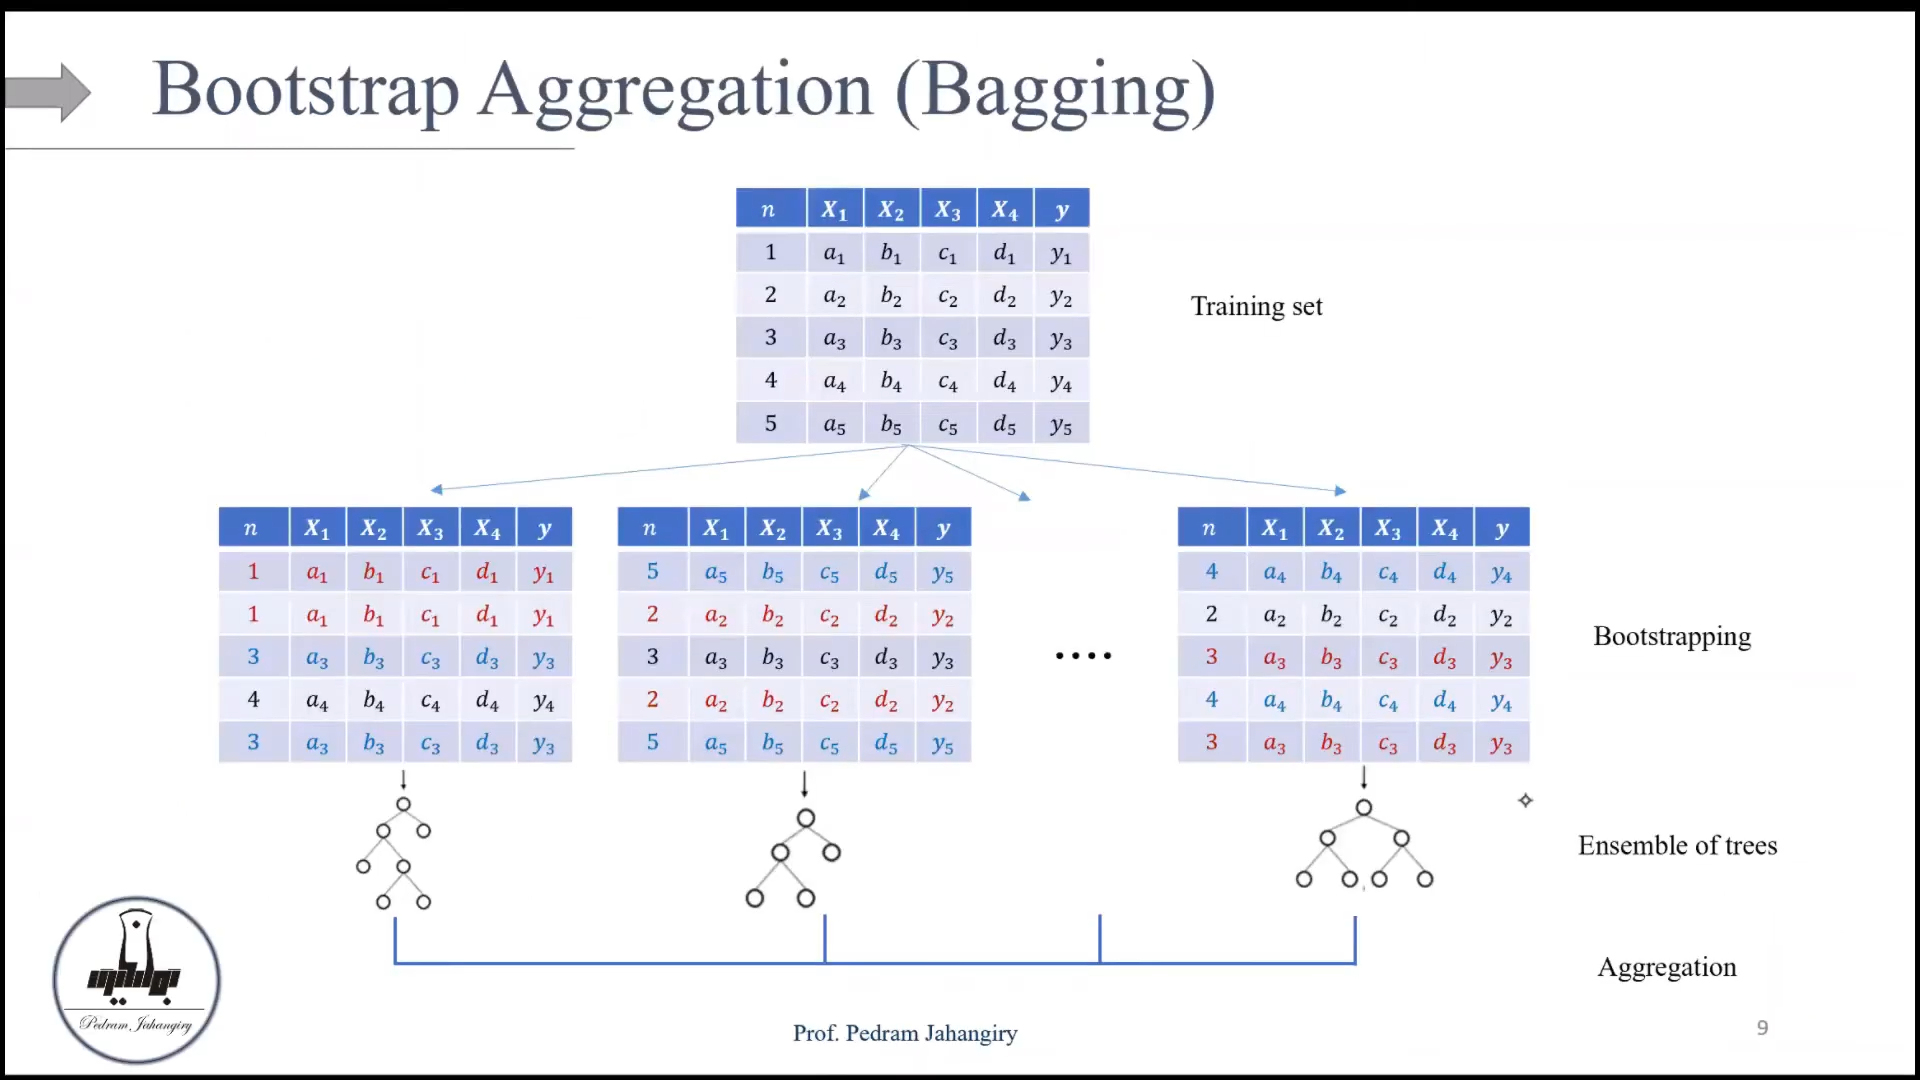 Bootstrap Aggregation (Bagging)
n X₁ X₂ X₃ X₄ y
1 a₁ b₁ c₁ d₁ y₁
2 a₂ b₂ c₂ d₂ y₂
3 a₃ b₃ c₃ d₃ y₃
4 a₄ b₄ c₄ d₄ y₄
5 a₅ b₅ c₅ d₅ y₅
Training set
n X₁ X₂ X₃ X₄ y
1 a₁ b₁ c₁ d₁ y₁
1 a₁ b₁ c₁ d₁ y₁
3 a₃ b₃ c₃ d₃ y₃
4 a₄ b₄ c₄ d₄ y₄
3 a₃ b₃ c₃ d₃ y₃
n X₁ X₂ X₃ X₄ y
5 a₅ b₅ c₅ d₅ y₅
2 a₂ b₂ c₂ d₂ y₂
3 a₃ b₃ c₃ d₃ y₃
2 a₂ b₂ c₂ d₂ y₂
5 a₅ b₅ c₅ d₅ y₅
....
n X₁ X₂ X₃ X₄ y
4 a₄ b₄ c₄ d₄ y₄
2 a₂ b₂ c₂ d₂ y₂
3 a₃ b₃ c₃ d₃ y₃
4 a₄ b₄ c₄ d₄ y₄
3 a₃ b₃ c₃ d₃ y₃
Bootstrapping
Ensemble of trees
Aggregation
Pedram Jahangiry
Prof. Pedram Jahangiry
9